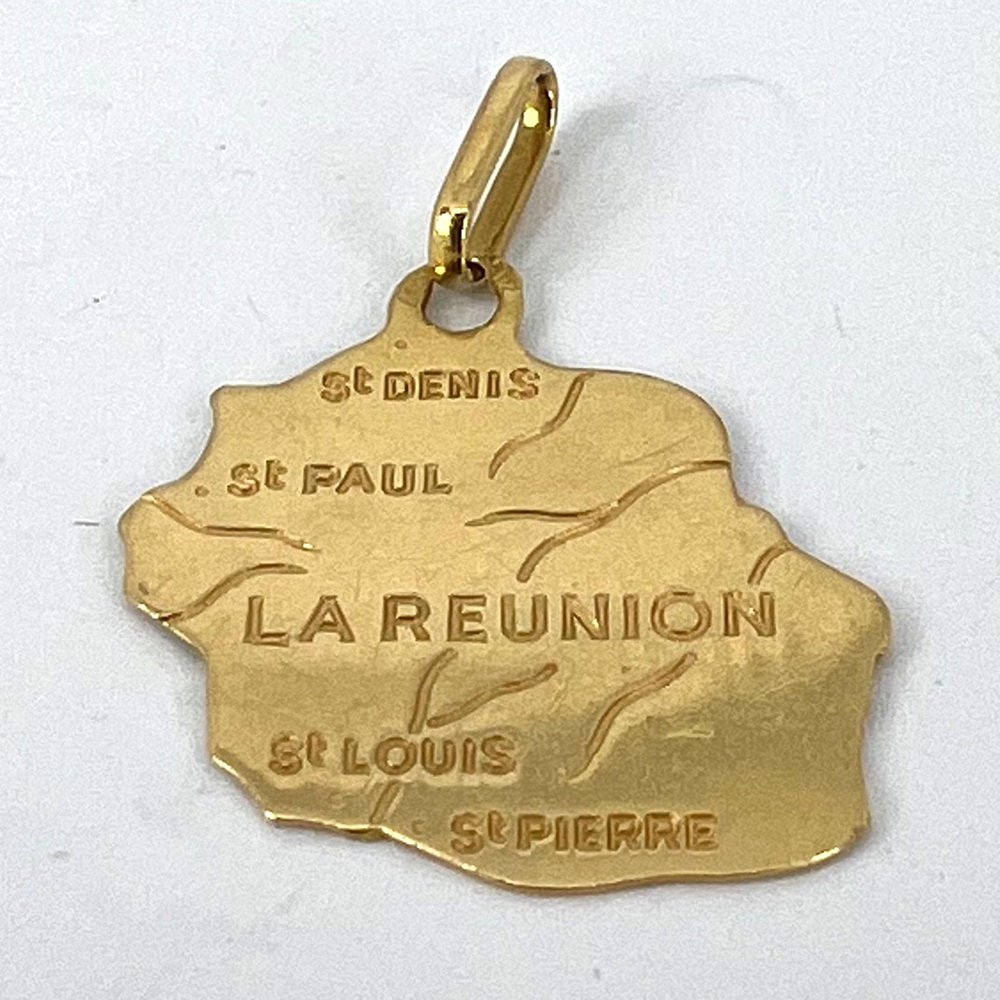 St DENIS
St PAUL
LA REUNION
St LOUIS
St PIERRE